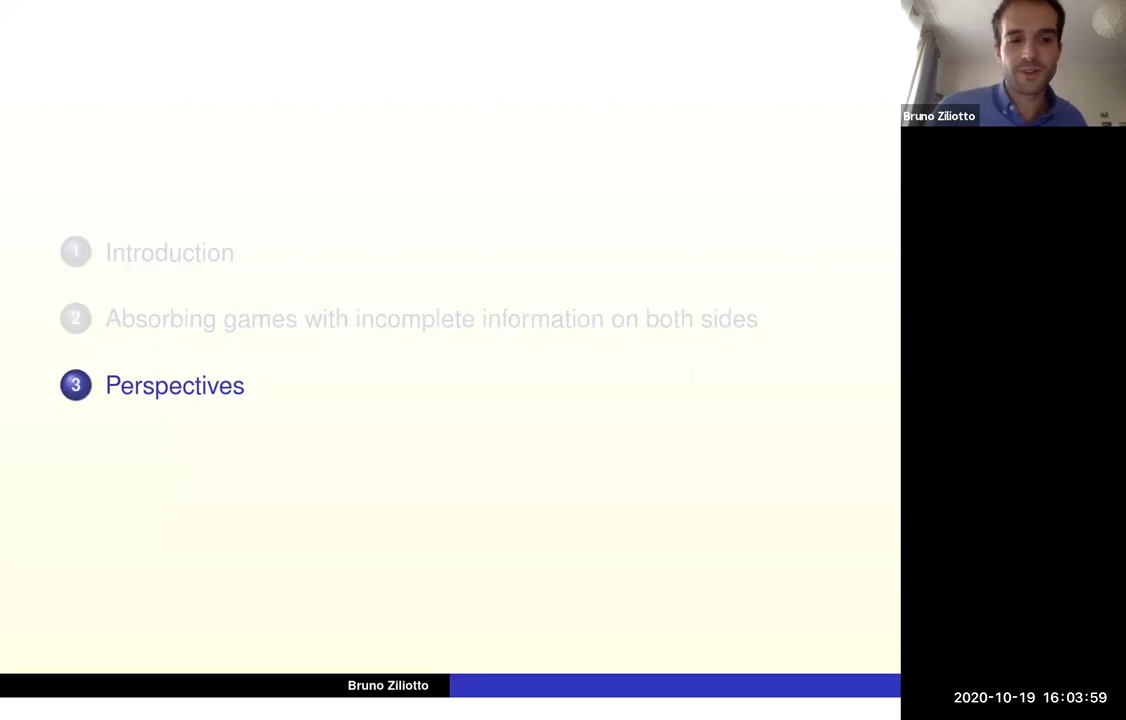 Bruno Ziliotto
1 Introduction
2 Absorbing games with incomplete information on both sides
3 Perspectives
Bruno Ziliotto
2020-10-19 16:03:59